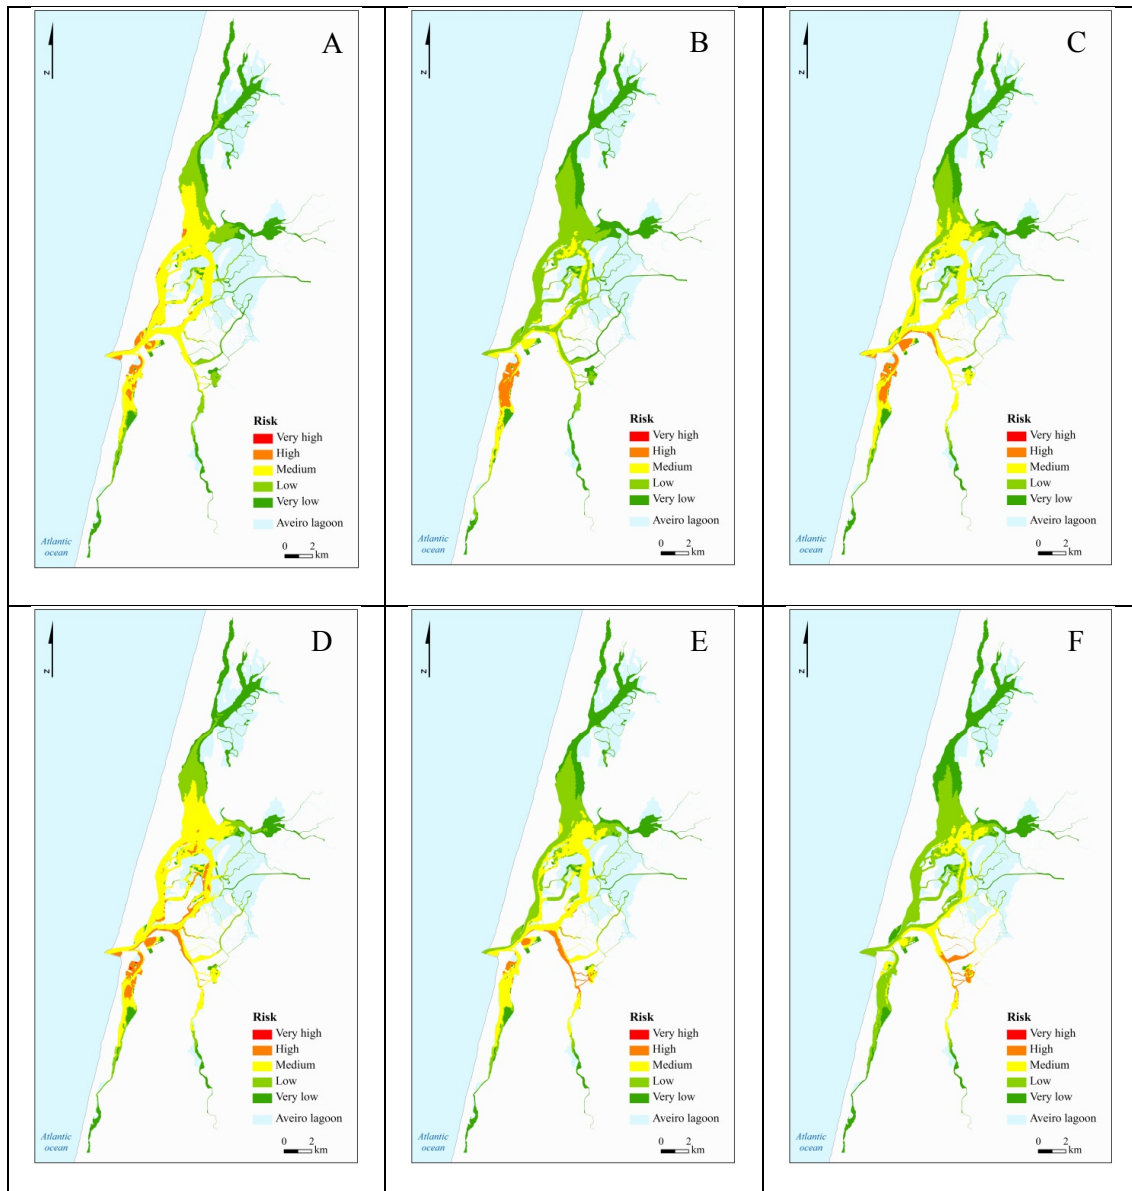 A
N
Risk
Very high
High
Medium
Low
Very low
Aveiro lagoon
Atlantic
ocean
0 2
km
B
N
Risk
Very high
High
Medium
Low
Very low
Aveiro lagoon
Atlantic
ocean
0 2
km
C
N
Risk
Very high
High
Medium
Low
Very low
Aveiro lagoon
Atlantic
ocean
0 2
km
D
N
Risk
Very high
High
Medium
Low
Very low
Aveiro lagoon
Atlantic
ocean
0 2
km
E
N
Risk
Very high
High
Medium
Low
Very low
Aveiro lagoon
Atlantic
ocean
0 2
km
F
N
Risk
Very high
High
Medium
Low
Very low
Aveiro lagoon
Atlantic
ocean
0 2
km